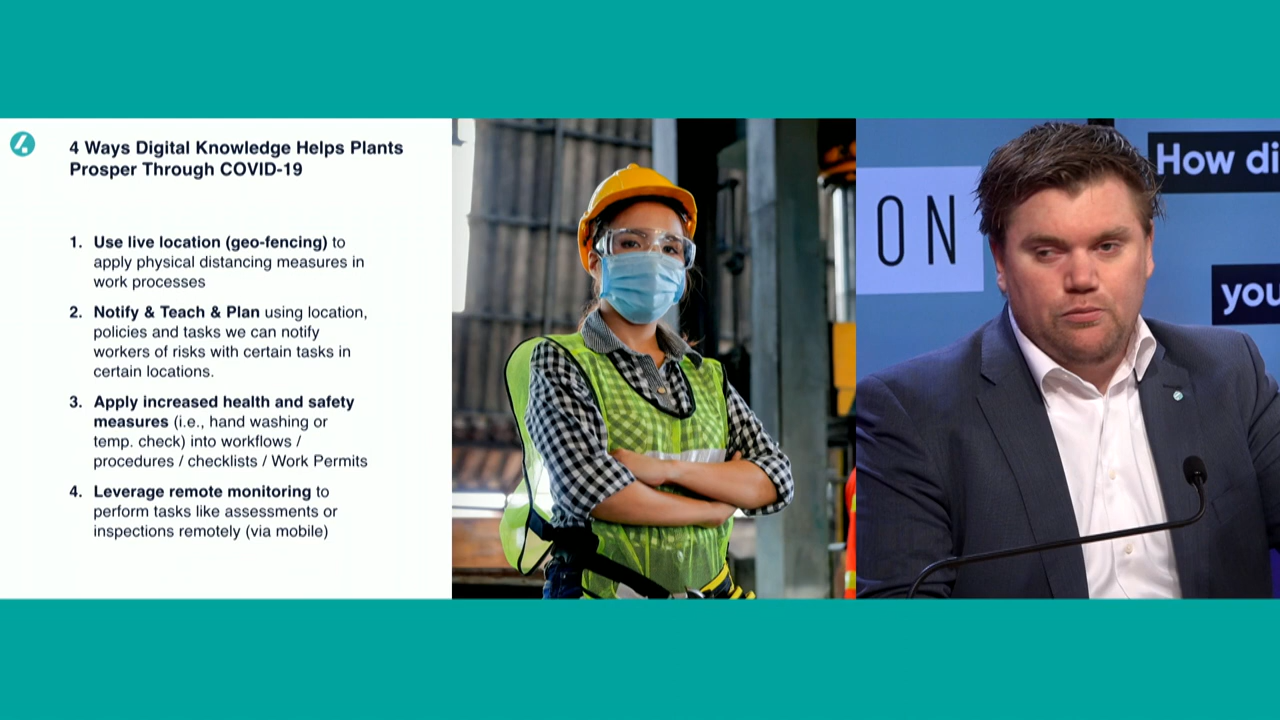 4 Ways Digital Knowledge Helps Plants
Prosper Through COVID-19
1. Use live location (geo-fencing) to
apply physical distancing measures in
work processes
2. Notify & Teach & Plan using location,
policies and tasks we can notify
workers of risks with certain tasks in
certain locations.
3. Apply increased health and safety
measures (i.e., hand washing or
temp. check) into workflows /
procedures / checklists / Work Permits
4. Leverage remote monitoring to
perform tasks like assessments or
inspections remotely (via mobile)
ON
How di
you